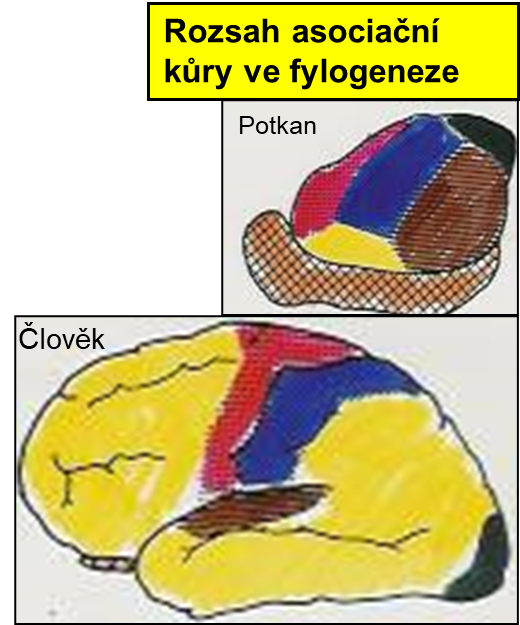 Rozsah asociační
kůry ve fylogeneze
Potkan
Člověk